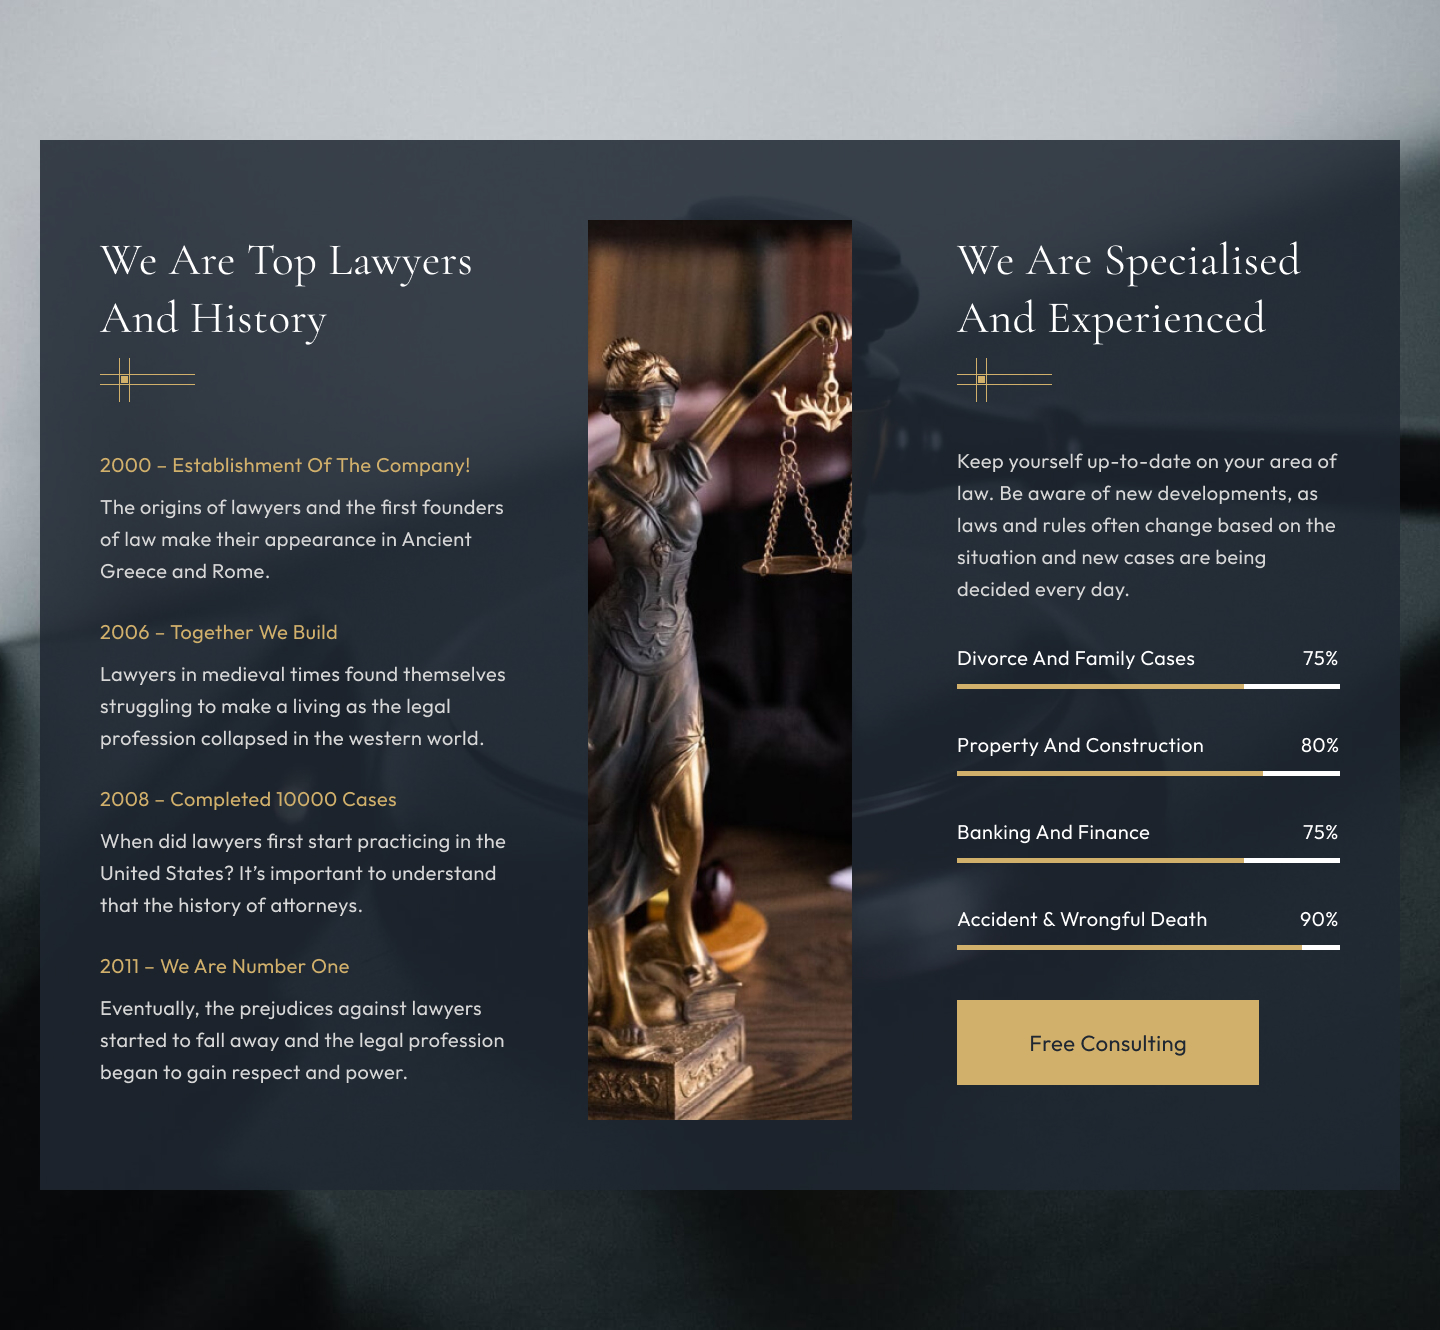 We Are Top Lawyers
And History
2000 – Establishment Of The Company!
The origins of lawyers and the first founders
of law make their appearance in Ancient
Greece and Rome.
2006 – Together We Build
Lawyers in medieval times found themselves
struggling to make a living as the legal
profession collapsed in the western world.
2008 – Completed 10000 Cases
When did lawyers first start practicing in the
United States? It’s important to understand
that the history of attorneys.
2011 – We Are Number One
Eventually, the prejudices against lawyers
started to fall away and the legal profession
began to gain respect and power.
We Are Specialised
And Experienced
Keep yourself up-to-date on your area of
law. Be aware of new developments, as
laws and rules often change based on the
situation and new cases are being
decided every day.
Divorce And Family Cases 75%
Property And Construction 80%
Banking And Finance 75%
Accident & Wrongful Death 90%
Free Consulting